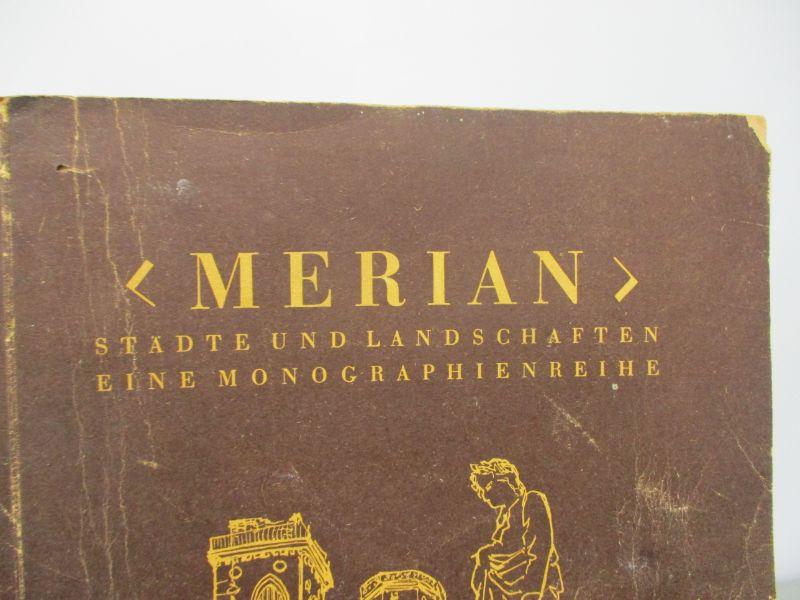 < MERIAN >
STÄDTE UND LANDSCHAFTEN
EINE MONOGRAPHIENREIHE